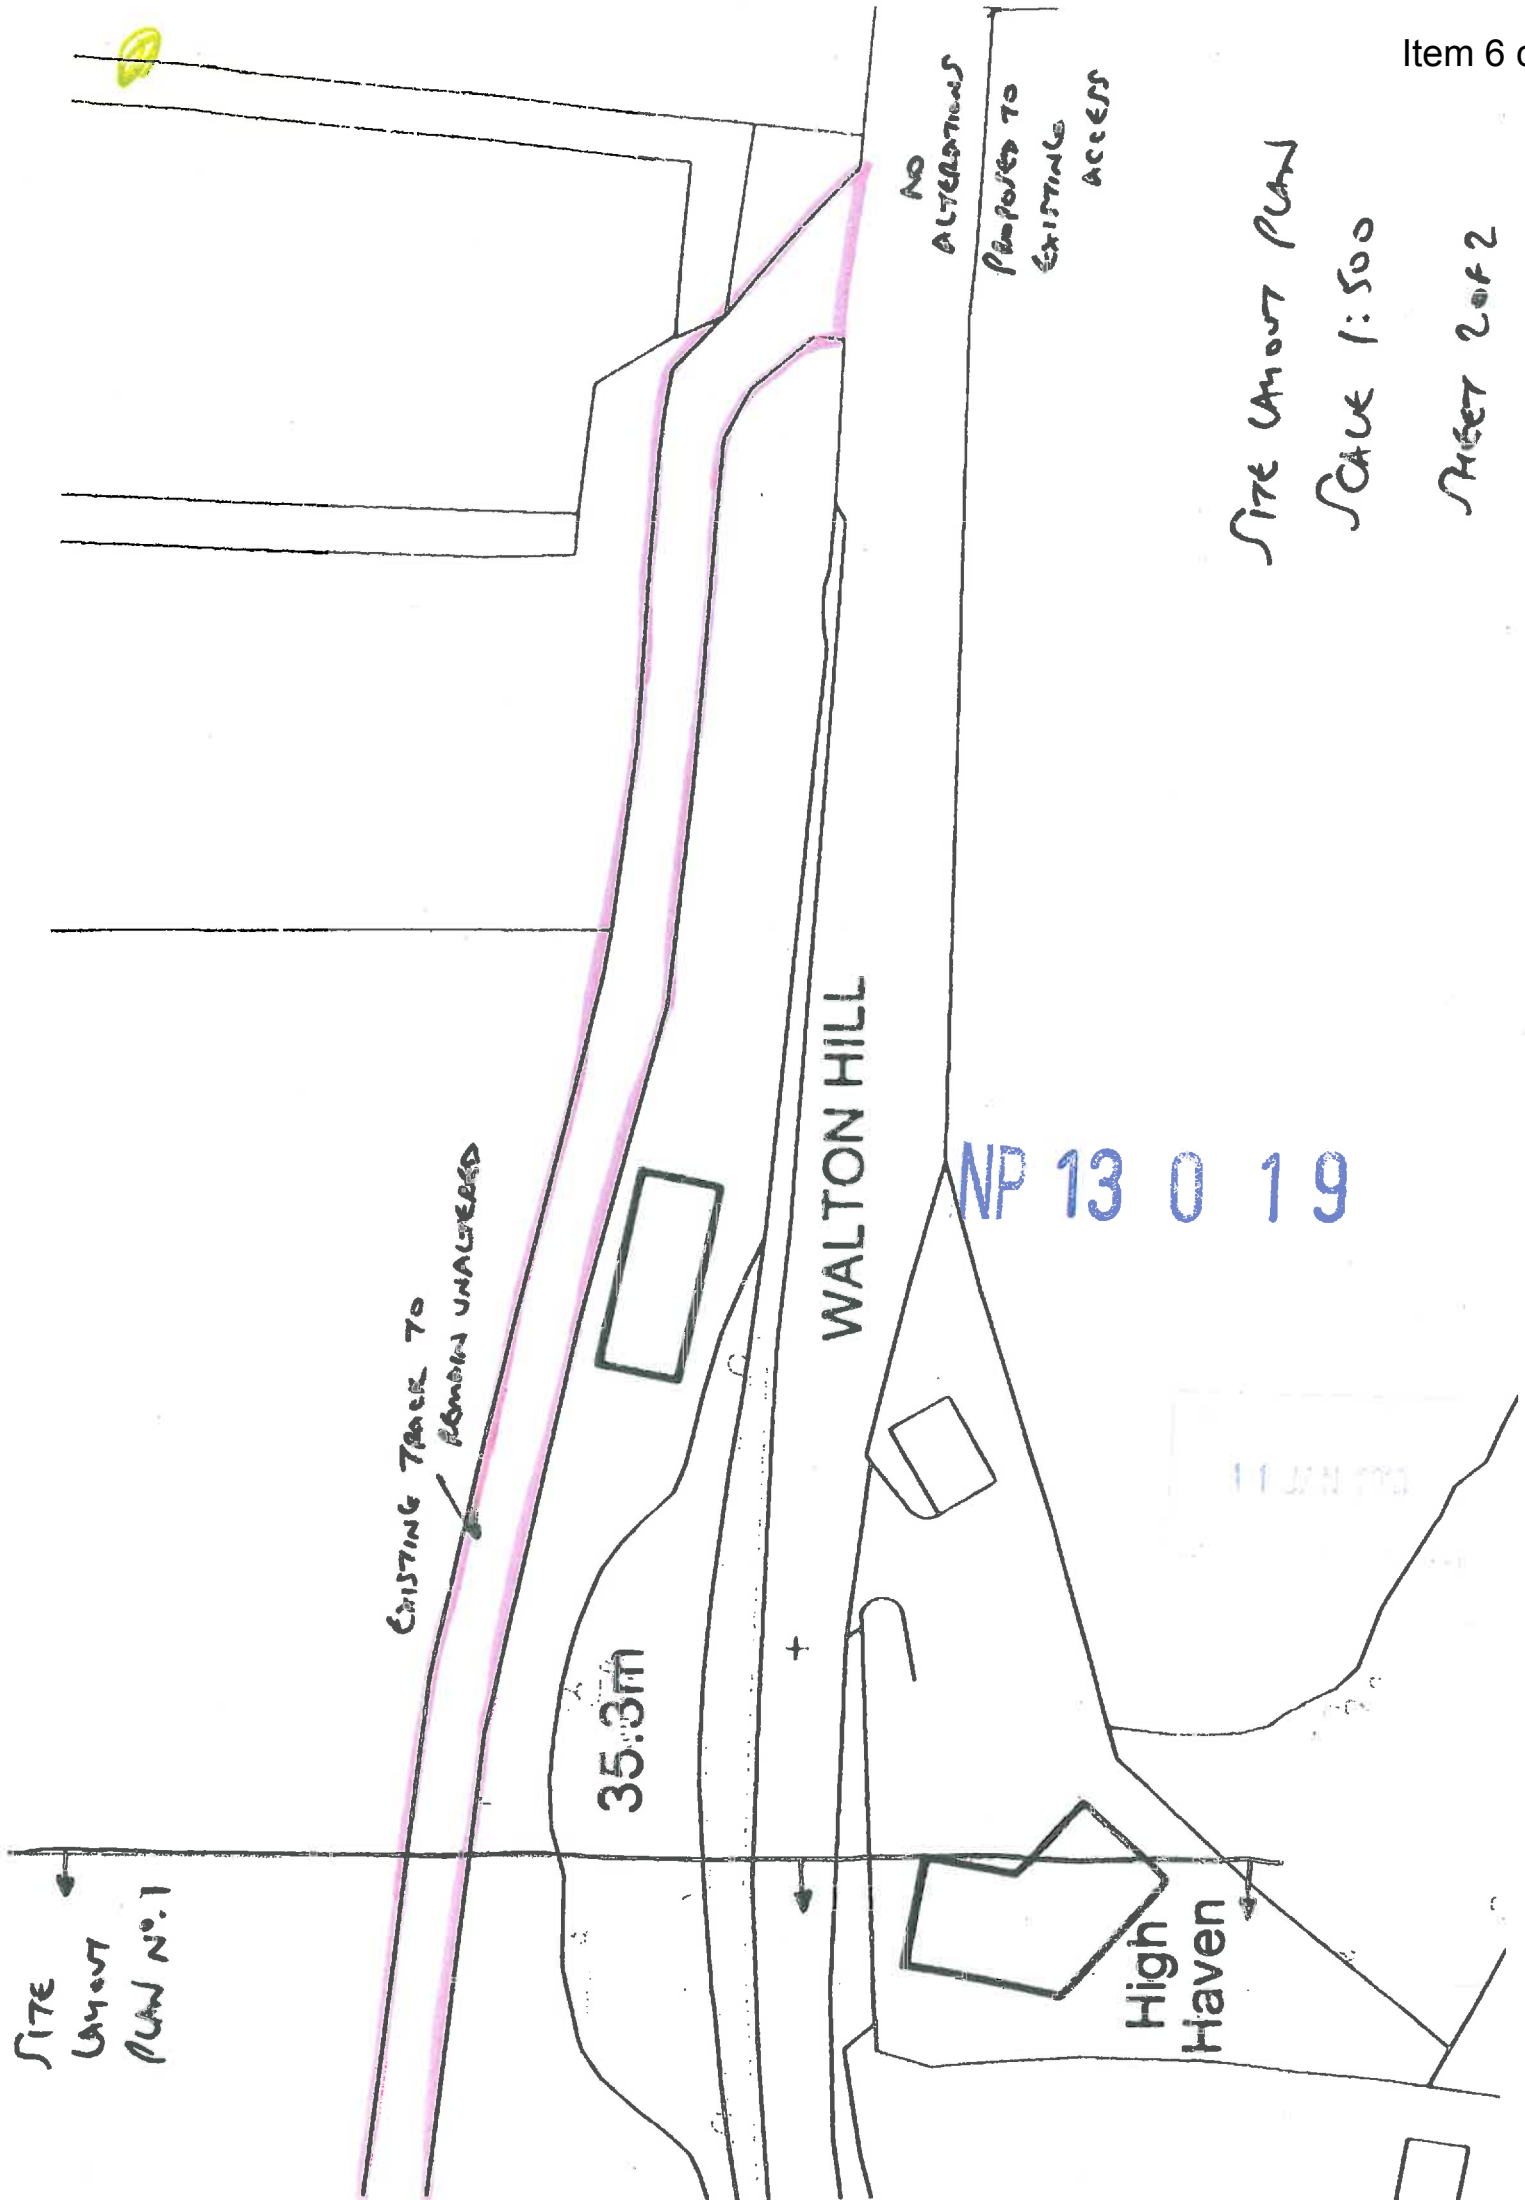 Item 6 o
NO
ALTERATIONS
PROPOSED TO
EXISTING
ACCESS
SITE LAYOUT PLAN
SCALE 1:500
SHEET 2 OF 2
EXISTING TRACK TO
REMAIN UNALTERED
WALTON HILL
NP 13 0 19
35.3m
SITE
LAYOUT
PLAN No. 1
High
Haven